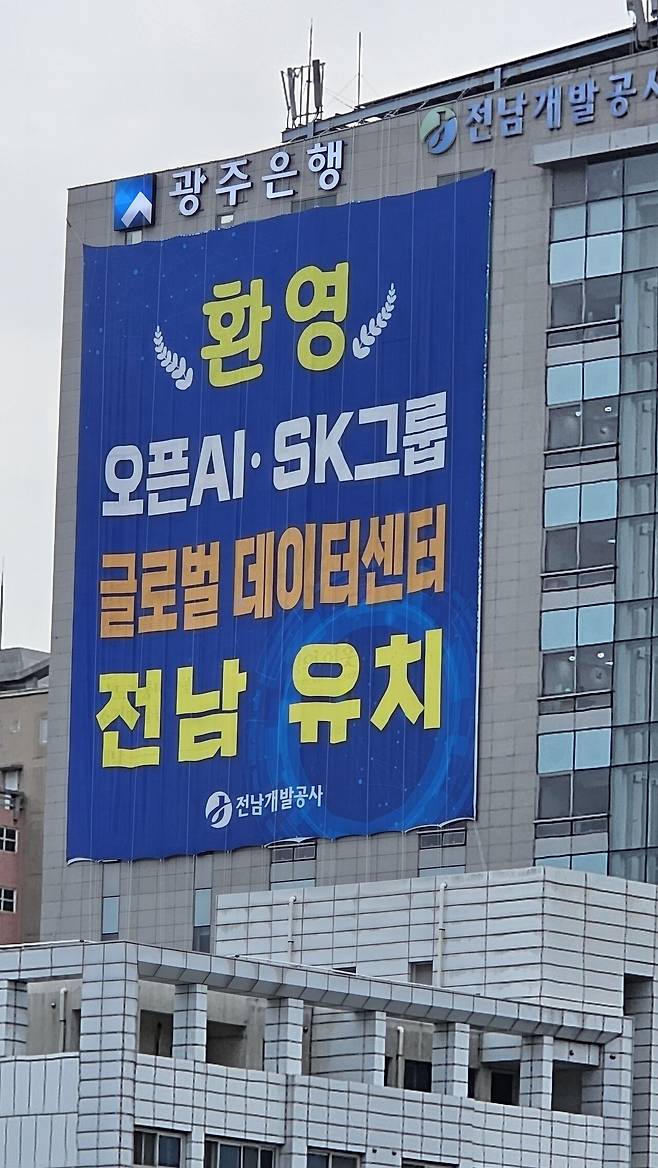 광주은행
전남개발공사
환영
오픈AI·SK그룹
글로벌 데이터센터
전남 유치
전남개발공사